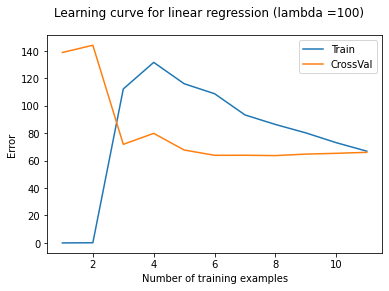 Learning curve for linear regression (lambda =100)
Train
CrossVal
Error
140
120
100
80
60
40
20
0
2
4
6
8
10
Number of training examples